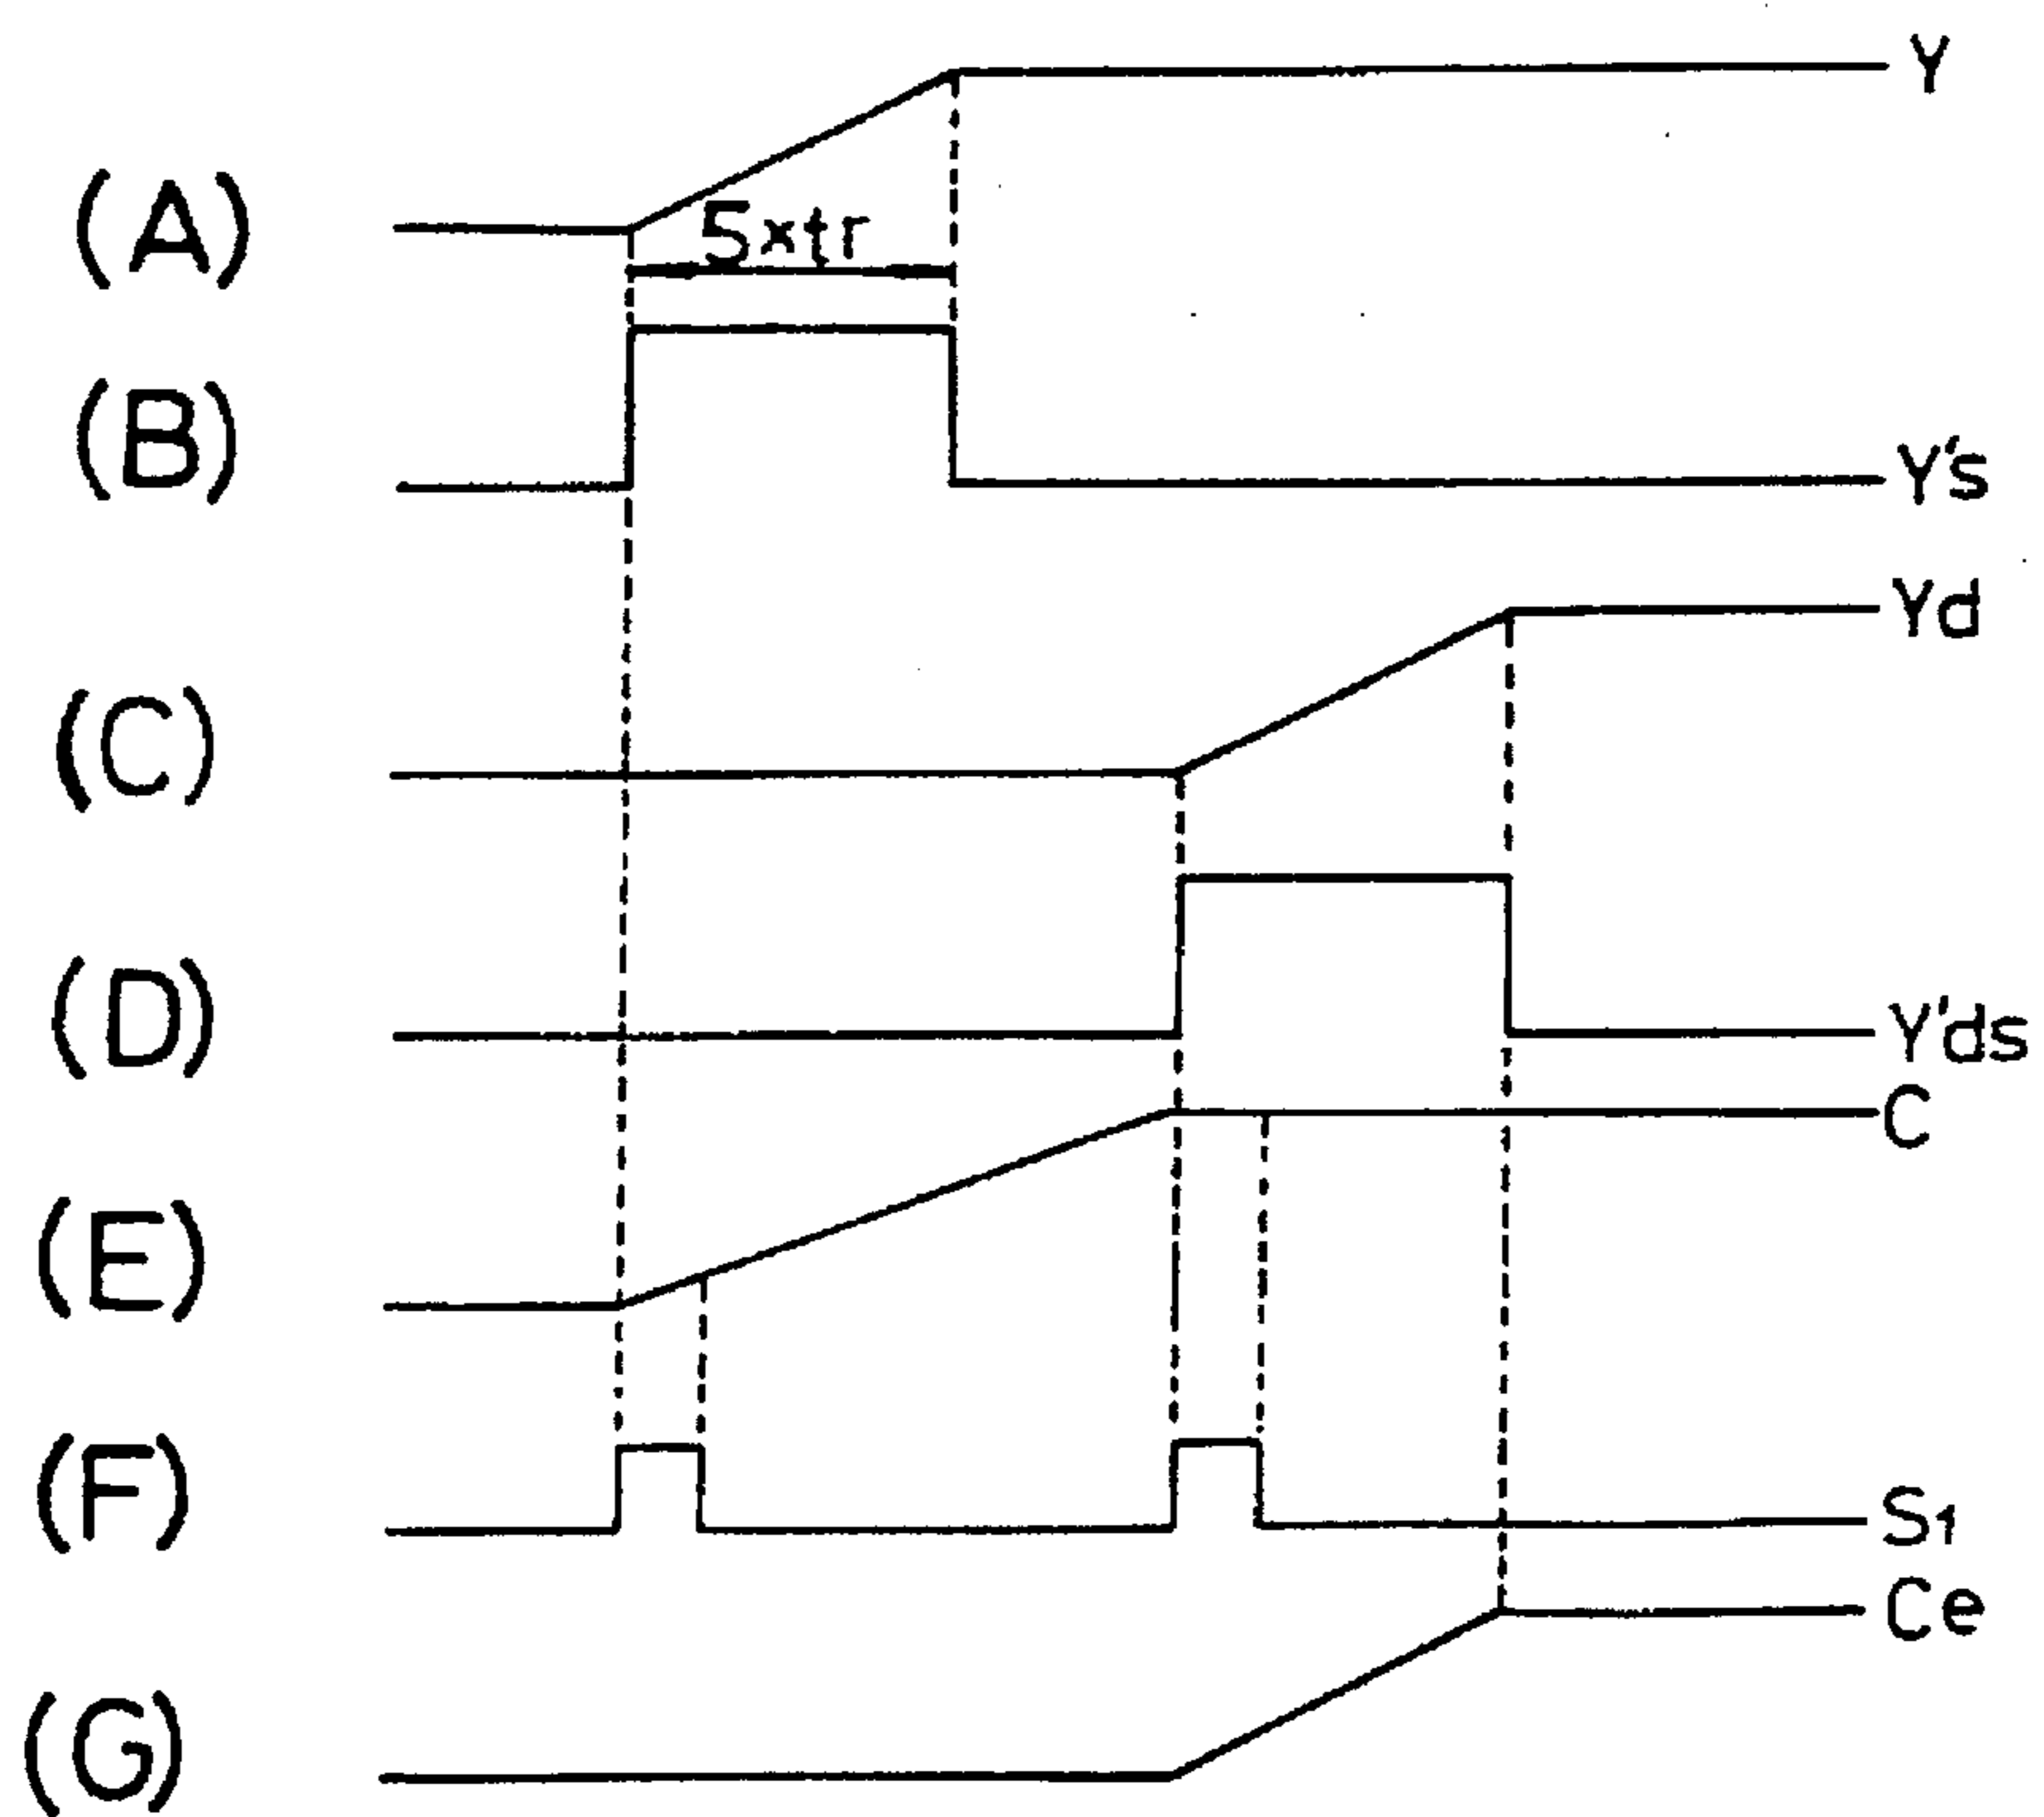 Y
(A)
5xtr
(B)
Y's
Yd
(C)
(D)
Y'ds
C
(E)
(F)
S1
Ce
(G)